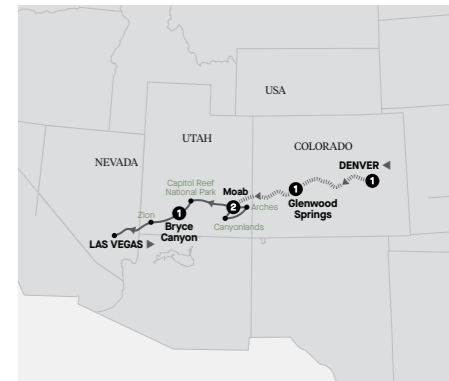 USA
UTAH
COLORADO
NEVADA
DENVER
1
Capitol Reef
National Park
Moab
1
Glenwood
Springs
2
Arches
Zion
1
Bryce
Canyon
Canyonlands
LAS VEGAS